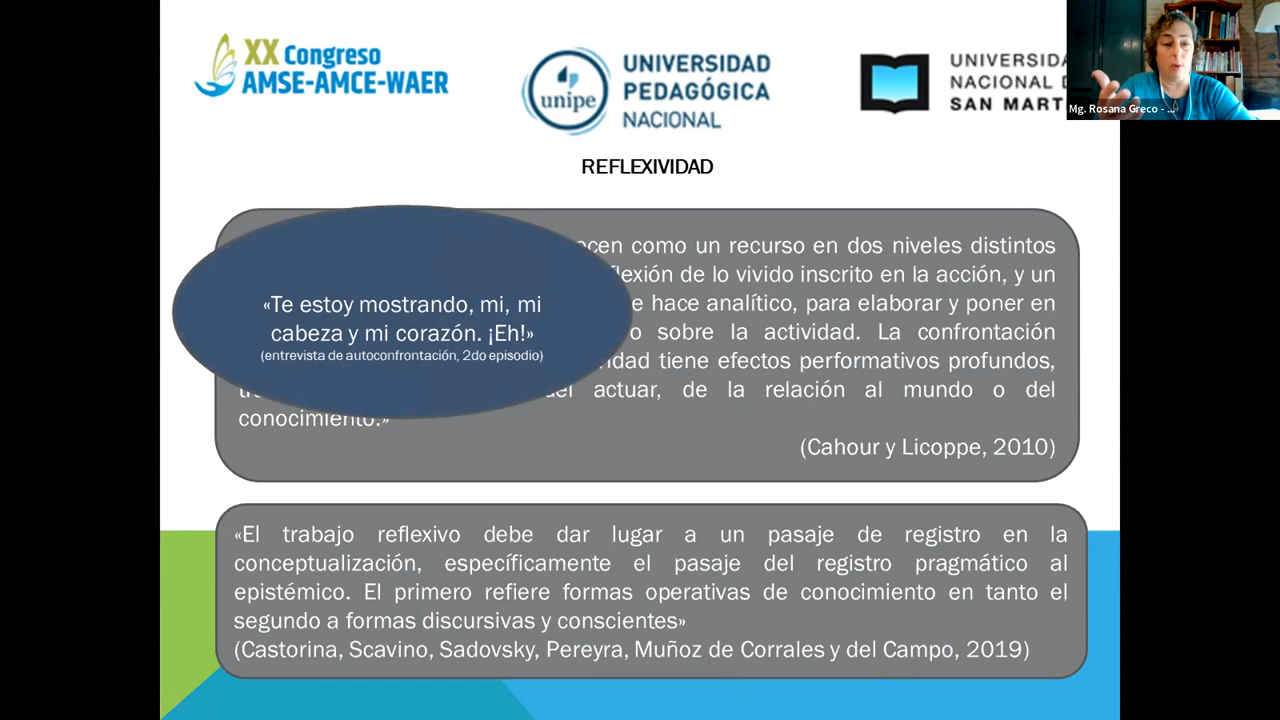 XX Congreso
AMSE-AMCE-WAER
unipe
UNIVERSIDAD
PEDAGÓGICA
NACIONAL
UNIVERSIDA
NACIONAL D
SAN MART
Mg. Rosana Greco - ...
REFLEXIVIDAD
ocen como un recurso en dos niveles distintos
flexión de lo vivido inscrito en la acción, y un
e hace analítico, para elaborar y poner en
o sobre la actividad. La confrontación
ridad tiene efectos performativos profundos,
actuar, de la relación al mundo o del
conocimiento.»
(Cahour y Licoppe, 2010)
«Te estoy mostrando, mi, mi
cabeza y mi corazón. ¡Eh!»
(entrevista de autoconfrontación, 2do episodio)
«El trabajo reflexivo debe dar lugar a un pasaje de registro en la
conceptualización, específicamente el pasaje del registro pragmático al
epistémico. El primero refiere formas operativas de conocimiento en tanto el
segundo a formas discursivas y conscientes»
(Castorina, Scavino, Sadovsky, Pereyra, Muñoz de Corrales y del Campo, 2019)